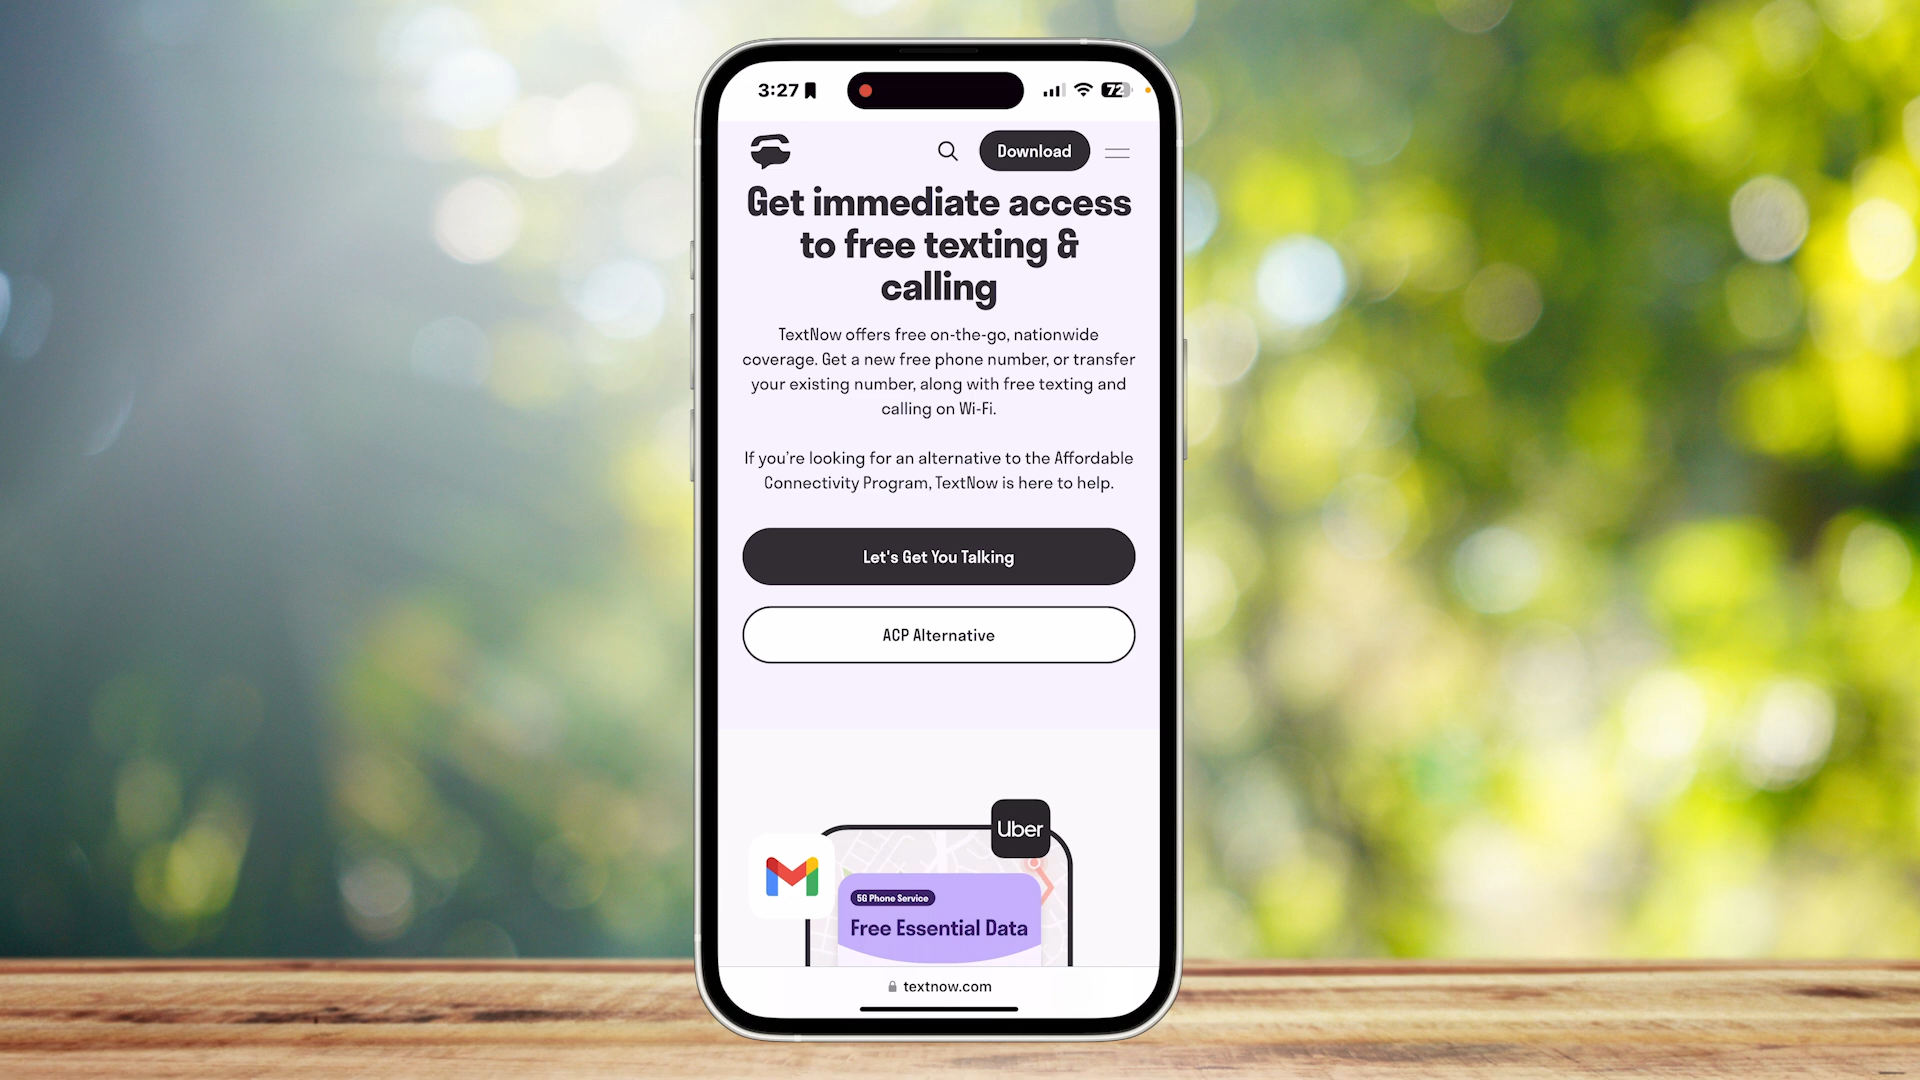 3:27
72
Download
Get immediate access
to free texting &
calling
TextNow offers free on-the-go, nationwide
coverage. Get a new free phone number, or transfer
your existing number, along with free texting and
calling on Wi-Fi.
If you’re looking for an alternative to the Affordable
Connectivity Program, TextNow is here to help.
Let's Get You Talking
ACP Alternative
Uber
5G Phone Service
Free Essential Data
textnow.com